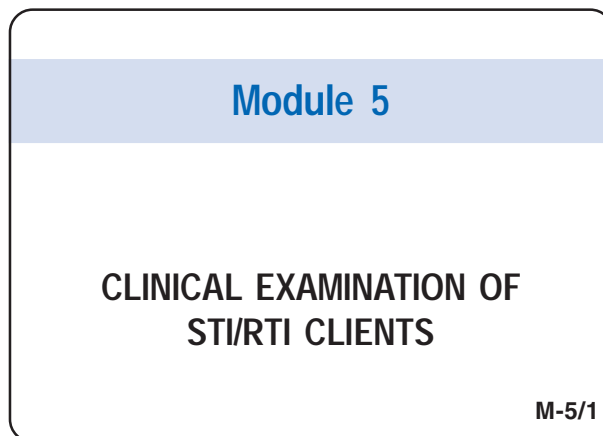 Module 5
CLINICAL EXAMINATION OF
STI/RTI CLIENTS
M-5/1